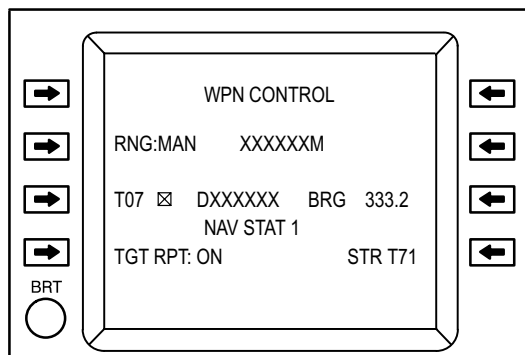 WPN CONTROL
RNG:MAN XXXXXXM
T07 ☒ DXXXXXX BRG 333.2
NAV STAT 1
TGT RPT: ON STR T71
BRT